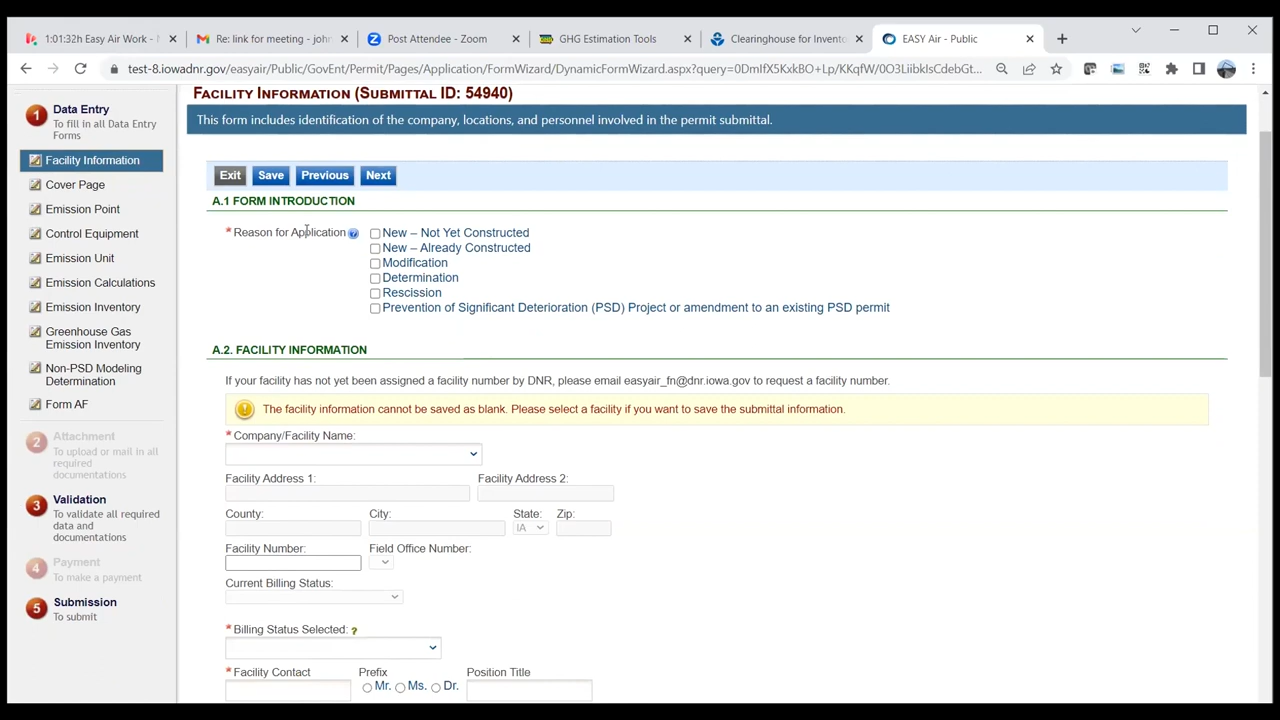 1:01:32h Easy Air Work - 
Re: link for meeting - john
Post Attendee - Zoom
GHG Estimation Tools
Clearinghouse for Invento
EASY Air - Public
test-8.iowadnr.gov/easyair/Public/GovEnt/Permit/Pages/Application/FormWizard/DynamicFormWizard.aspx?query=0DmIfX5KxkBO+Lp/KKqfW/0O3LiibkIsCdebGt...
FACILITY INFORMATION (SUBMITTAL ID: 54940)
This form includes identification of the company, locations, and personnel involved in the permit submittal.
1 Data Entry
To fill in all Data Entry
Forms
Facility Information
Cover Page
Emission Point
Control Equipment
Emission Unit
Emission Calculations
Emission Inventory
Greenhouse Gas
Emission Inventory
Non-PSD Modeling
Determination
Form AF
2 Attachment
To upload or mail in all
required
documentations
3 Validation
To validate all required
data and
documentations
4 Payment
To make a payment
5 Submission
To submit
Exit Save Previous Next
A.1 FORM INTRODUCTION
* Reason for Application ?
New – Not Yet Constructed
New – Already Constructed
Modification
Determination
Rescission
Prevention of Significant Deterioration (PSD) Project or amendment to an existing PSD permit
A.2. FACILITY INFORMATION
If your facility has not yet been assigned a facility number by DNR, please email easyair_fn@dnr.iowa.gov to request a facility number.
The facility information cannot be saved as blank. Please select a facility if you want to save the submittal information.
* Company/Facility Name:
Facility Address 1: Facility Address 2:
County: City: State: Zip:
IA
Facility Number: Field Office Number:
Current Billing Status:
* Billing Status Selected: ?
* Facility Contact Prefix Position Title
Mr. Ms. Dr.